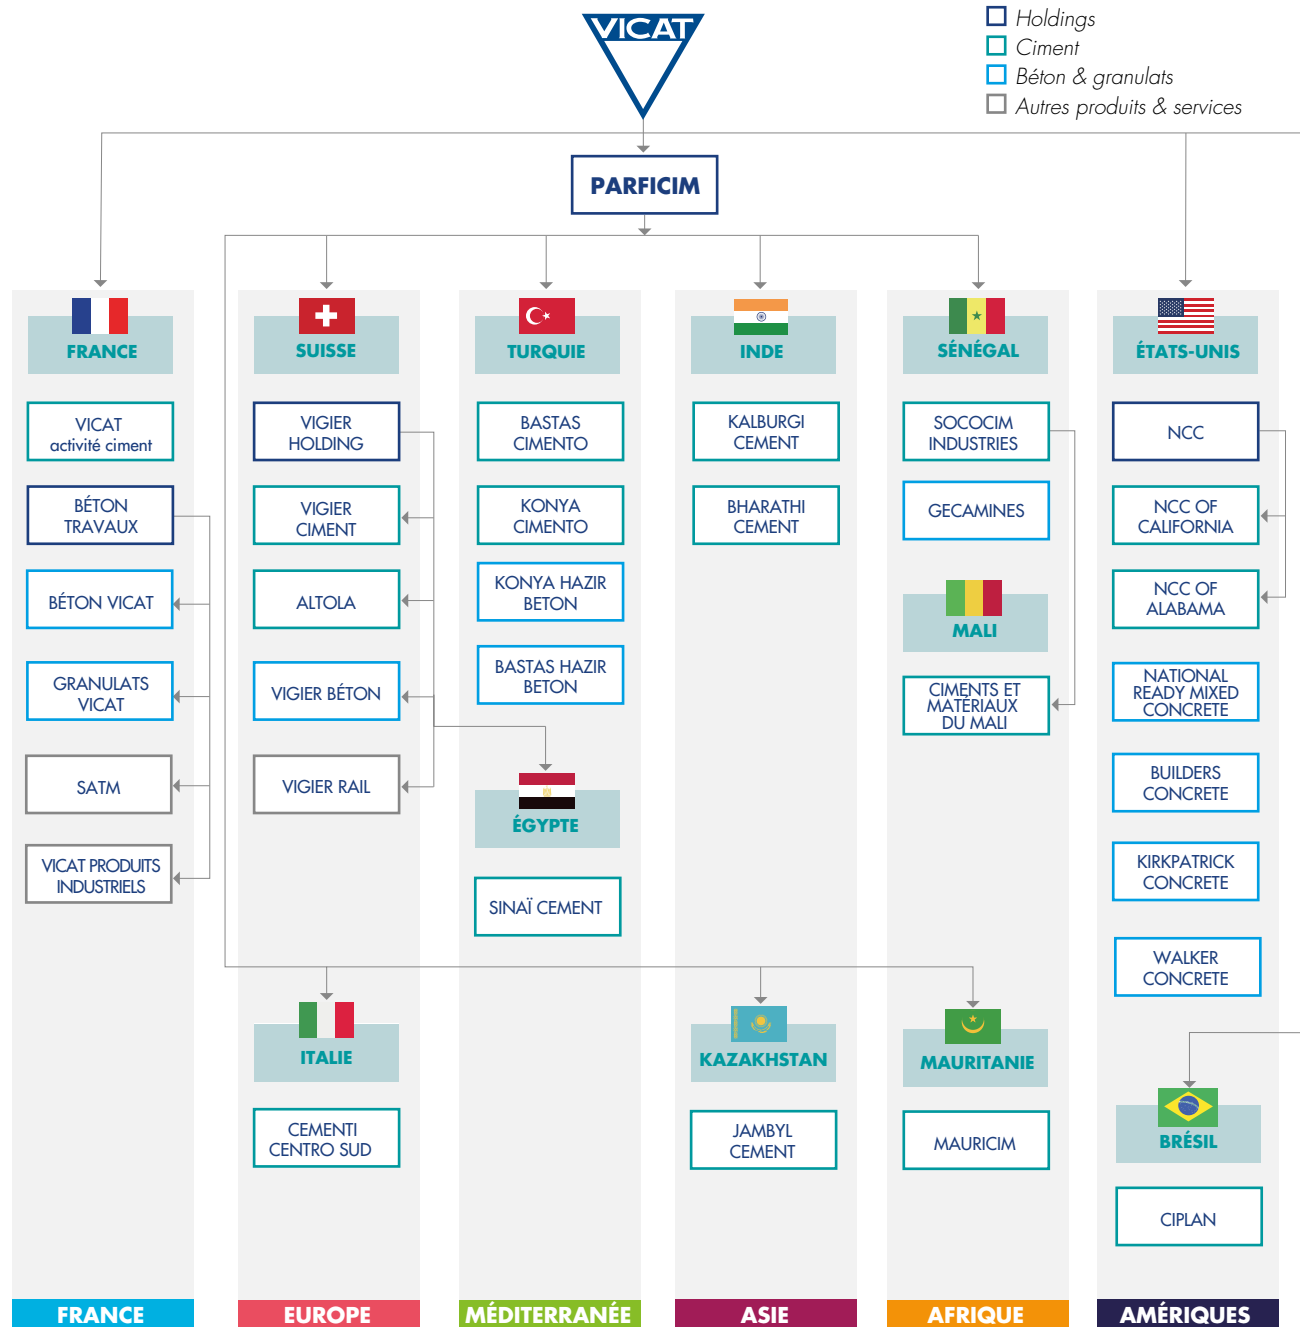 VICAT
Holdings
Ciment
Béton & granulats
Autres produits & services
PARFICIM
FRANCE
VICAT
activité ciment
BÉTON
TRAVAUX
BÉTON VICAT
GRANULATS
VICAT
SATM
VICAT PRODUITS
INDUSTRIELS
SUISSE
VIGIER
HOLDING
VIGIER
CIMENT
ALTOLA
VIGIER BÉTON
VIGIER RAIL
ITALIE
CEMENTI
CENTRO SUD
TURQUIE
BASTAS
CIMENTO
KONYA
CIMENTO
KONYA HAZIR
BETON
BASTAS HAZIR
BETON
ÉGYPTE
SINAÏ CEMENT
INDE
KALBURGI
CEMENT
BHARATHI
CEMENT
KAZAKHSTAN
JAMBYL
CEMENT
SÉNÉGAL
SOCOCIM
INDUSTRIES
GECAMINES
MALI
CIMENTS ET
MATÉRIAUX
DU MALI
MAURITANIE
MAURICIM
ÉTATS-UNIS
NCC
NCC OF
CALIFORNIA
NCC OF
ALABAMA
NATIONAL
READY MIXED
CONCRETE
BUILDERS
CONCRETE
KIRKPATRICK
CONCRETE
WALKER
CONCRETE
BRÉSIL
CIPLAN
FRANCE
EUROPE
MÉDITERRANÉE
ASIE
AFRIQUE
AMÉRIQUES